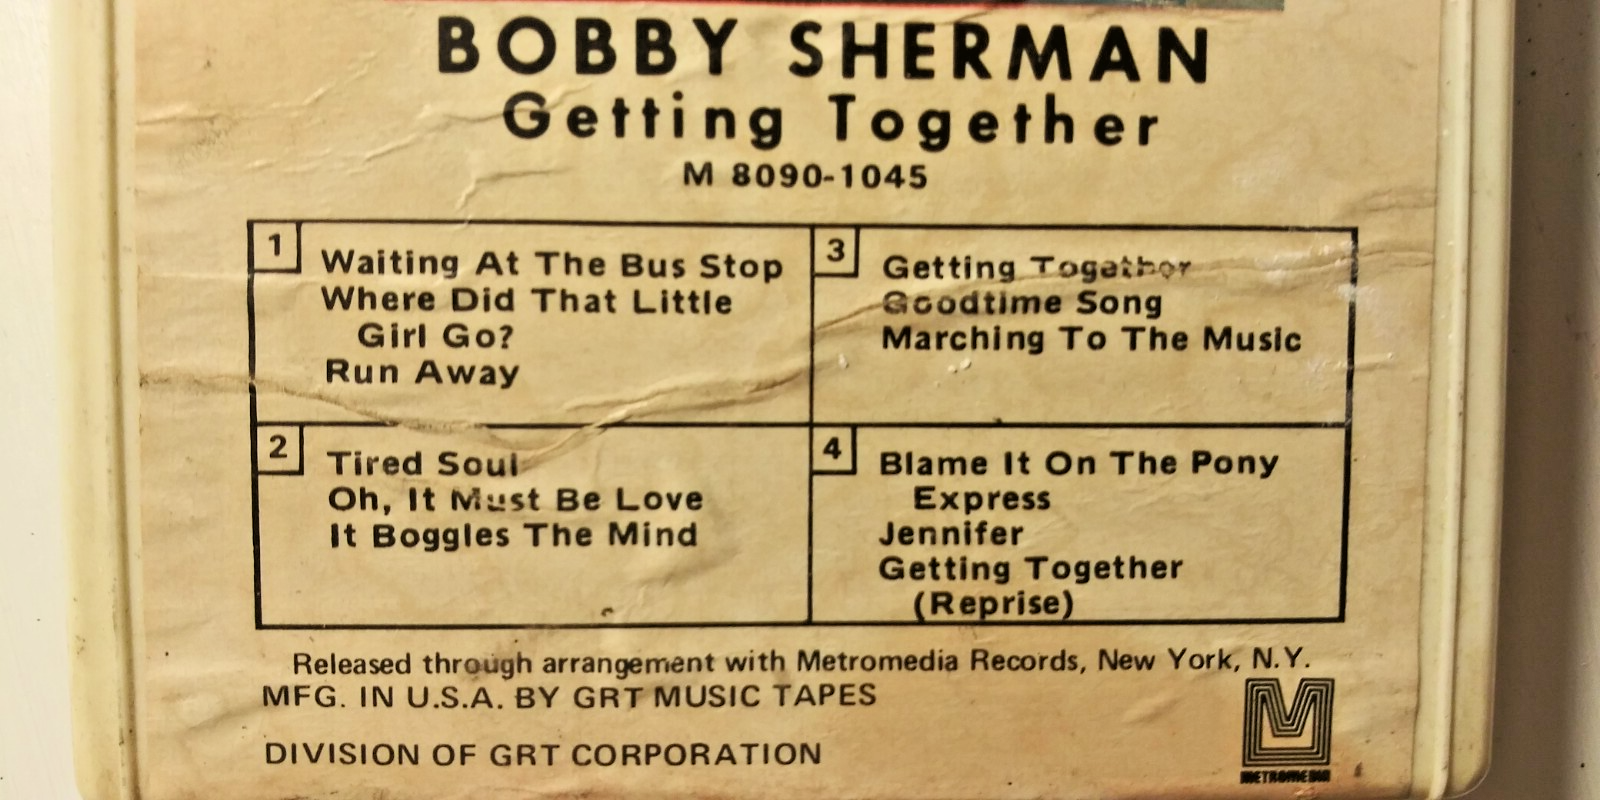 BOBBY SHERMAN
Getting Together
M 8090-1045
1
Waiting At The Bus Stop
Where Did That Little
Girl Go?
Run Away
2
Tired Soul
Oh, It Must Be Love
It Boggles The Mind
3
Getting Together
Goodtime Song
Marching To The Music
4
Blame It On The Pony
Express
Jennifer
Getting Together
(Reprise)
Released through arrangement with Metromedia Records, New York, N.Y.
MFG. IN U.S.A. BY GRT MUSIC TAPES
DIVISION OF GRT CORPORATION
METROMEDIA